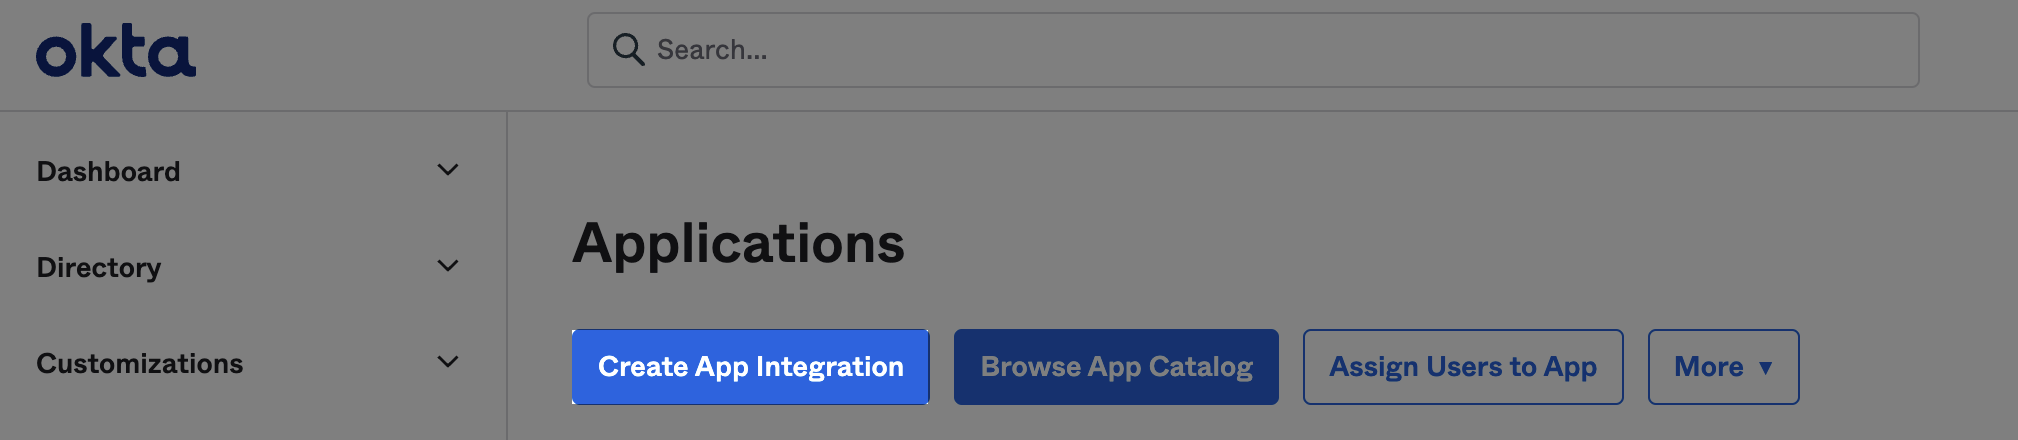 okta
Search...
Dashboard
Directory
Customizations
Applications
Create App Integration
Browse App Catalog
Assign Users to App
More